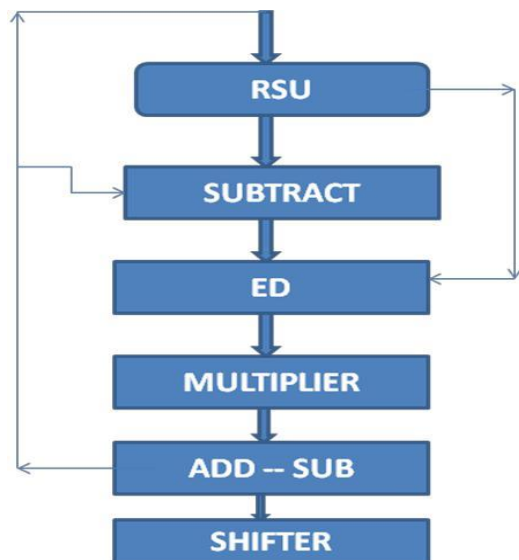 RSU
SUBTRACT
ED
MULTIPLIER
ADD -- SUB
SHIFTER